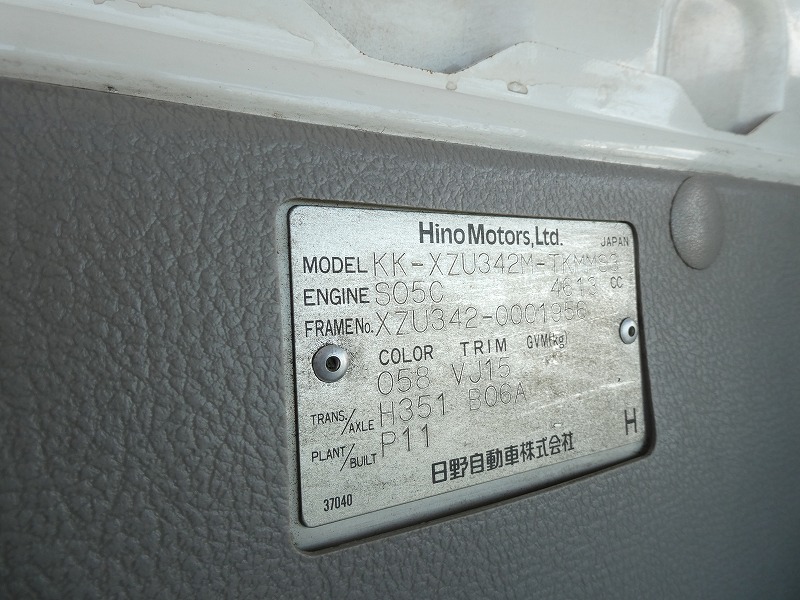 Hino Motors, Ltd. JAPAN
MODEL KK-XZU342M-TKMMS3
ENGINE S05C 4613 CC
FRAME No. XZU342-0001956
COLOR TRIM GVM(kg)
058 VJ15
TRANS./AXLE H351 B06A
PLANT/BUILT P11
日野自動車株式会社 H
37040